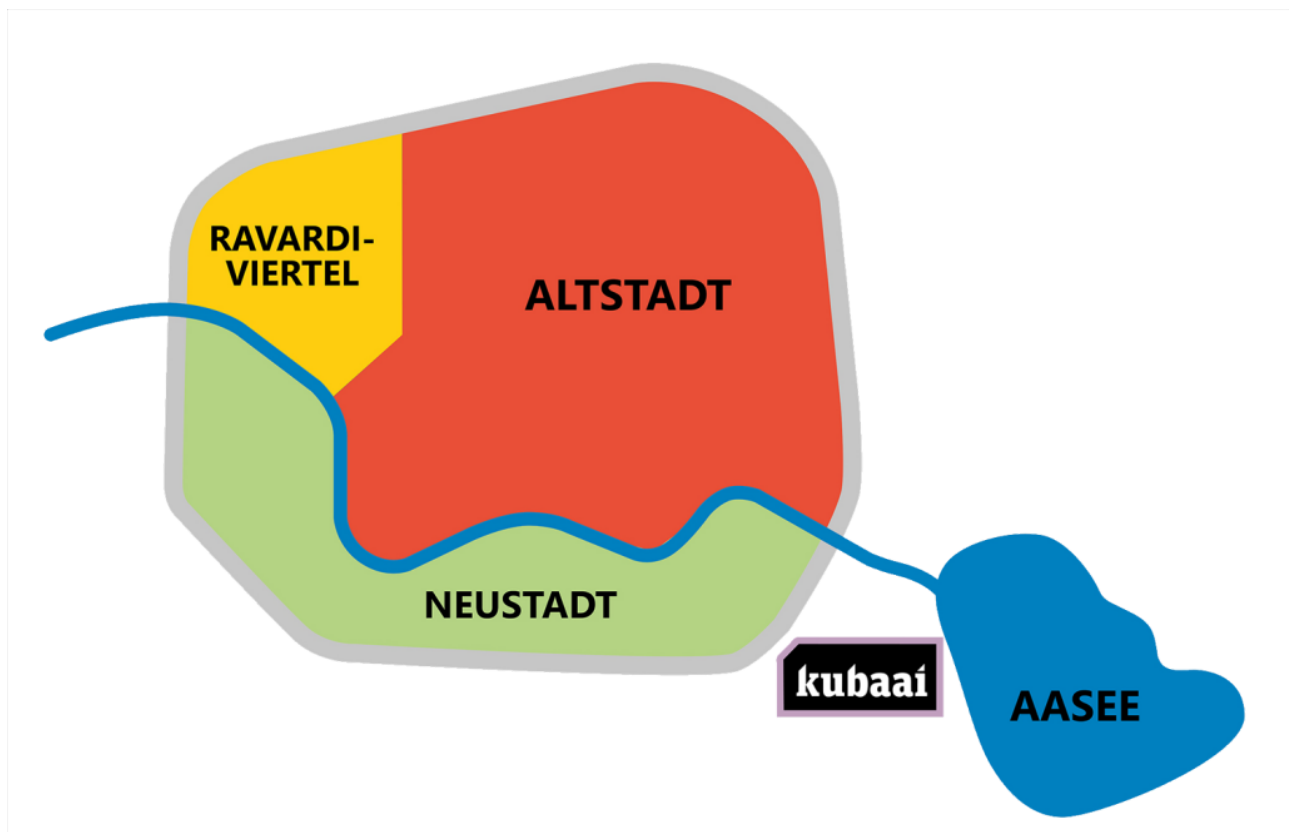 RAVARDI-
VIERTEL
ALTSTADT
NEUSTADT
kubaai
AASEE